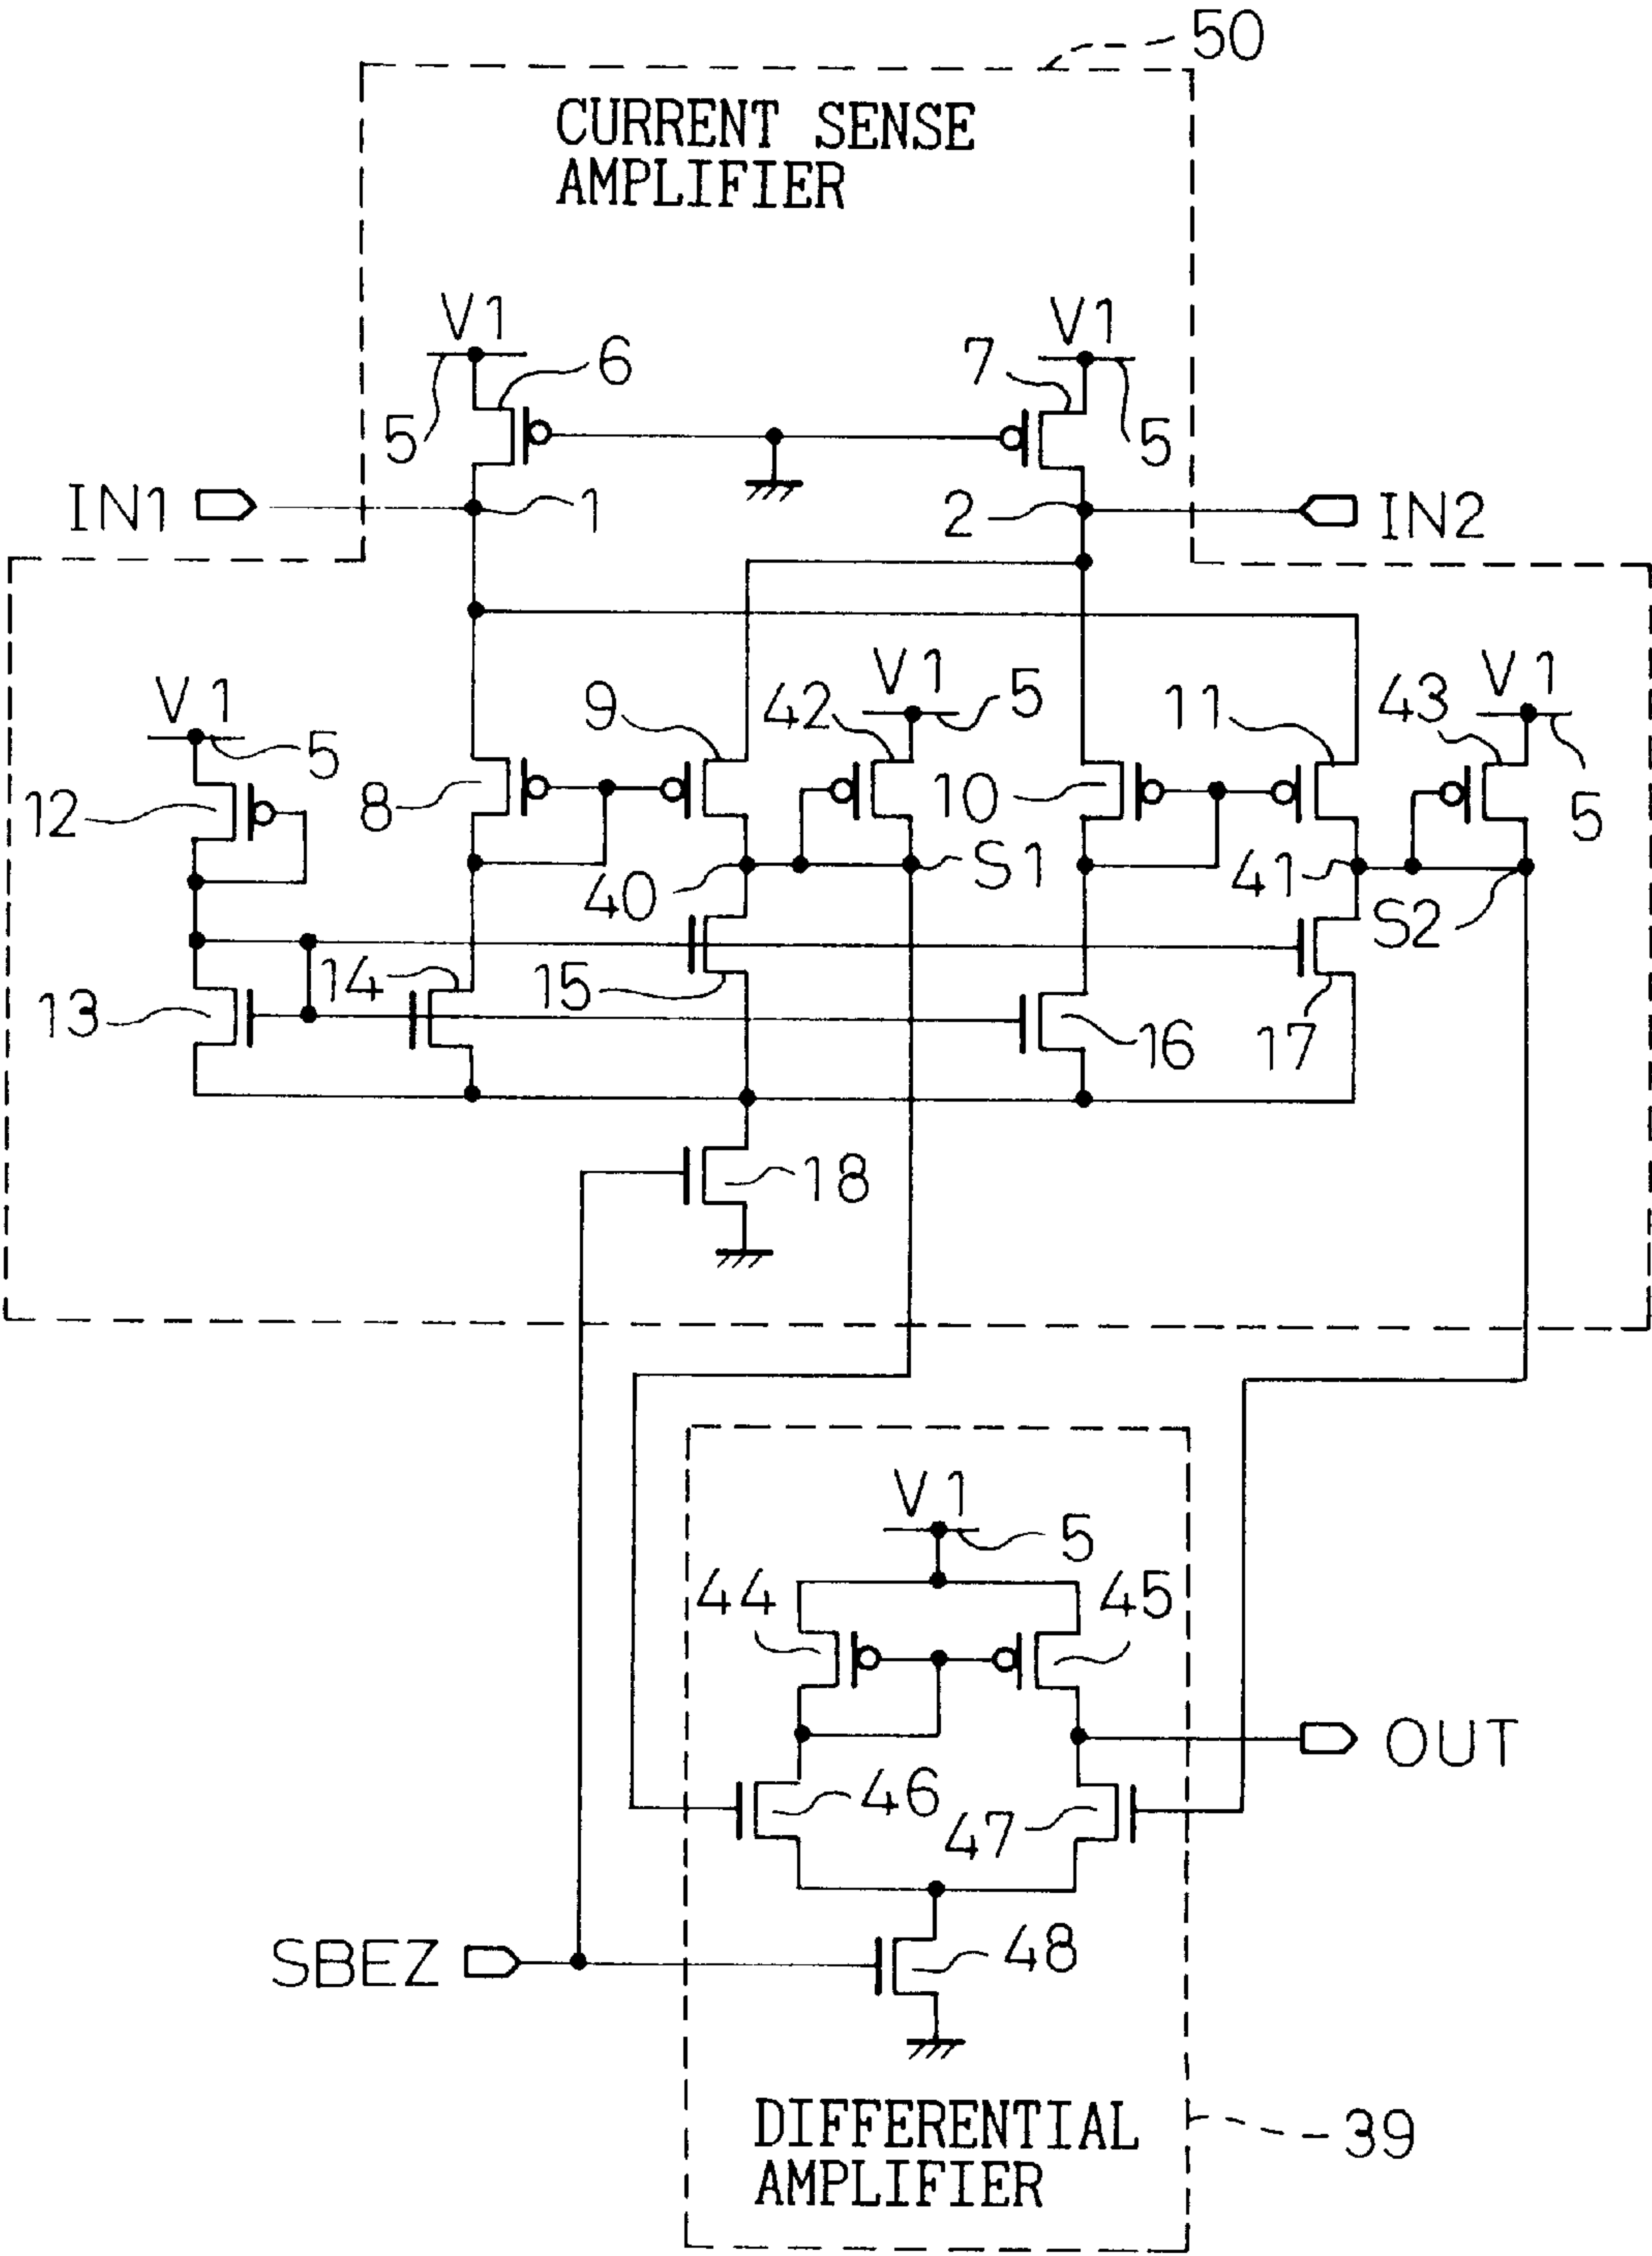 50
CURRENT SENSE
AMPLIFIER
V1
V1
6
7
5
5
IN1
1
2
IN2
V1
5
V1
5
V1
9
42
11
43
12
8
10
5
40
S1
41
S2
14
15
13
16
17
18
V1
5
44
45
OUT
46
47
SBEZ
48
DIFFERENTIAL
AMPLIFIER
39